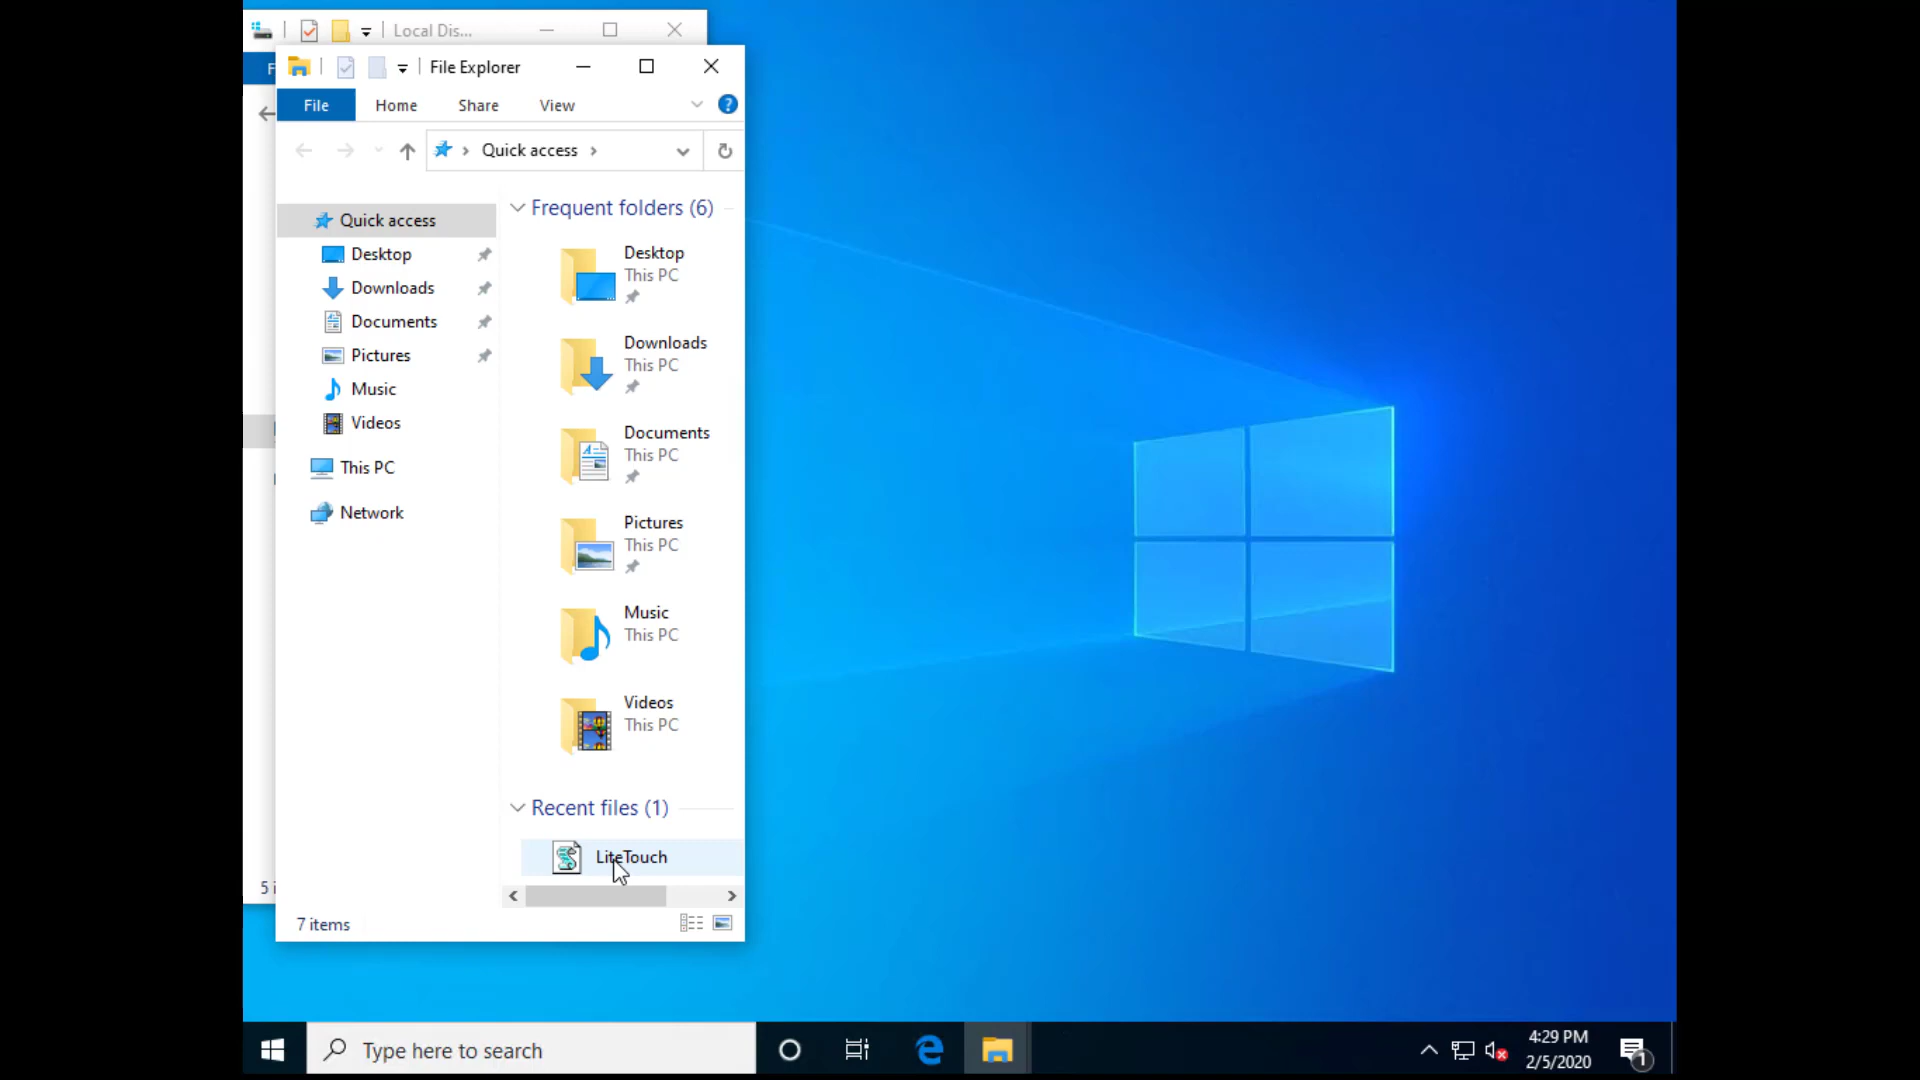 Local Dis...
File Explorer
File Home Share View
Quick access
Quick access
Desktop
Downloads
Documents
Pictures
Music
Videos
This PC
Network
Frequent folders (6)
Desktop
This PC
Downloads
This PC
Documents
This PC
Pictures
This PC
Music
This PC
Videos
This PC
Recent files (1)
LiteTouch
7 items
Type here to search
4:29 PM
2/5/2020
1